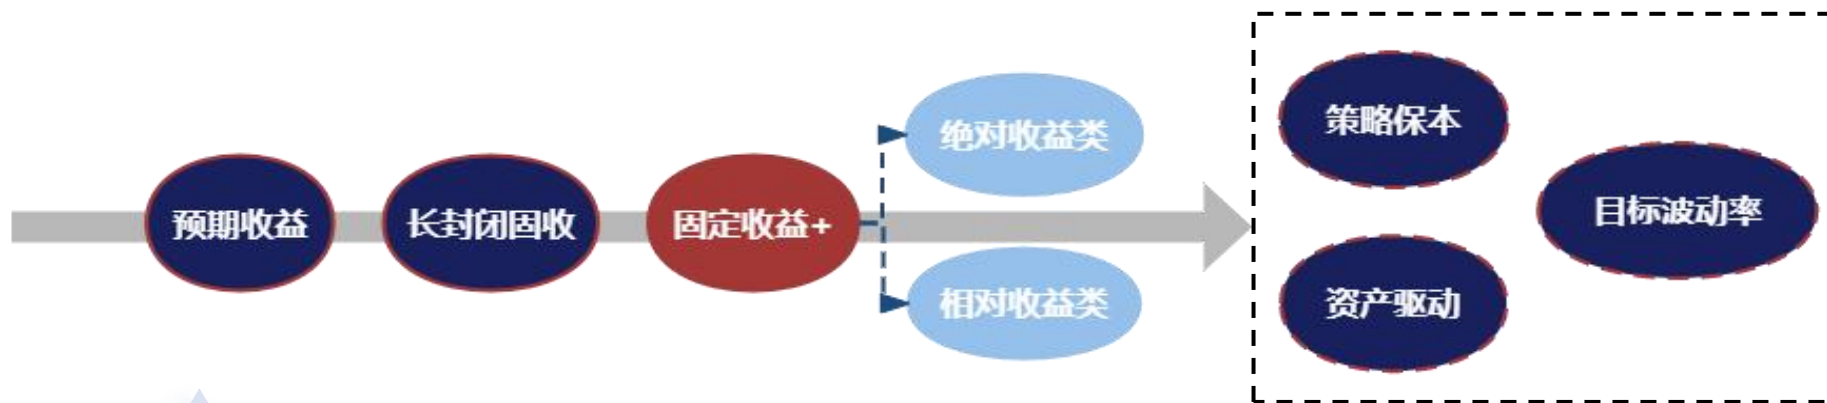 预期收益
长封闭固收
固定收益+
绝对收益类
相对收益类
策略保本
资产驱动
目标波动率